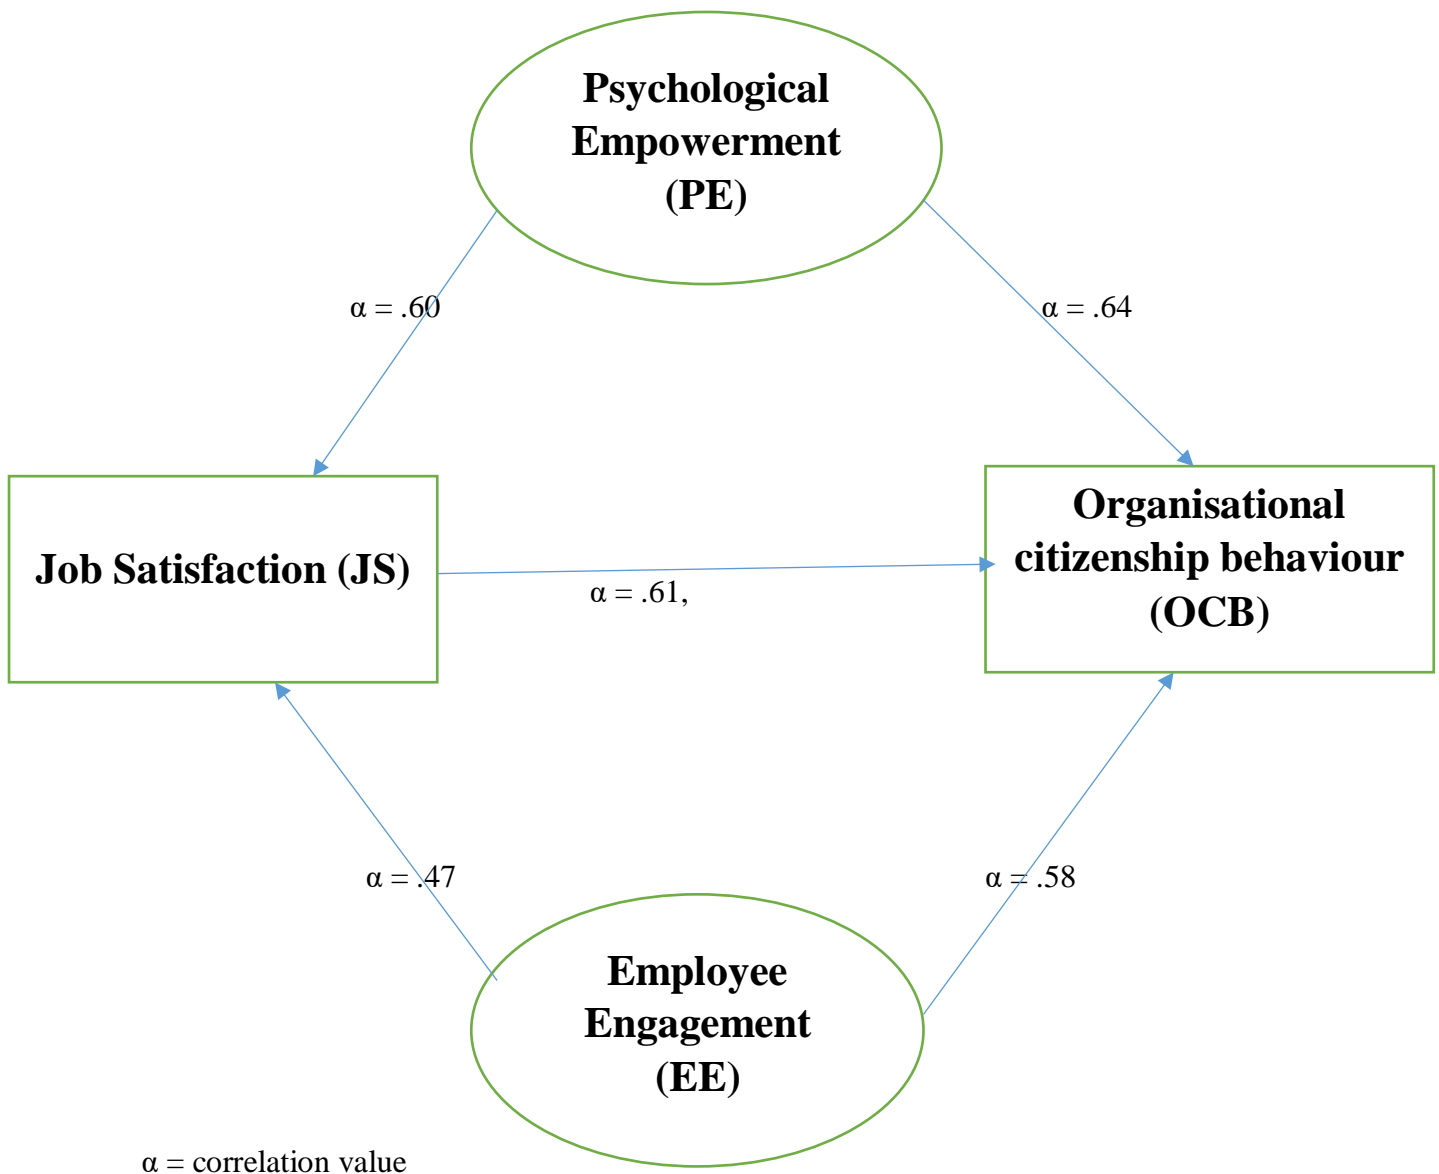 Psychological
Empowerment
(PE)
α = .60
α = .64
Job Satisfaction (JS)
α = .61,
Organisational
citizenship behaviour
(OCB)
α = .47
α = .58
Employee
Engagement
(EE)
α = correlation value